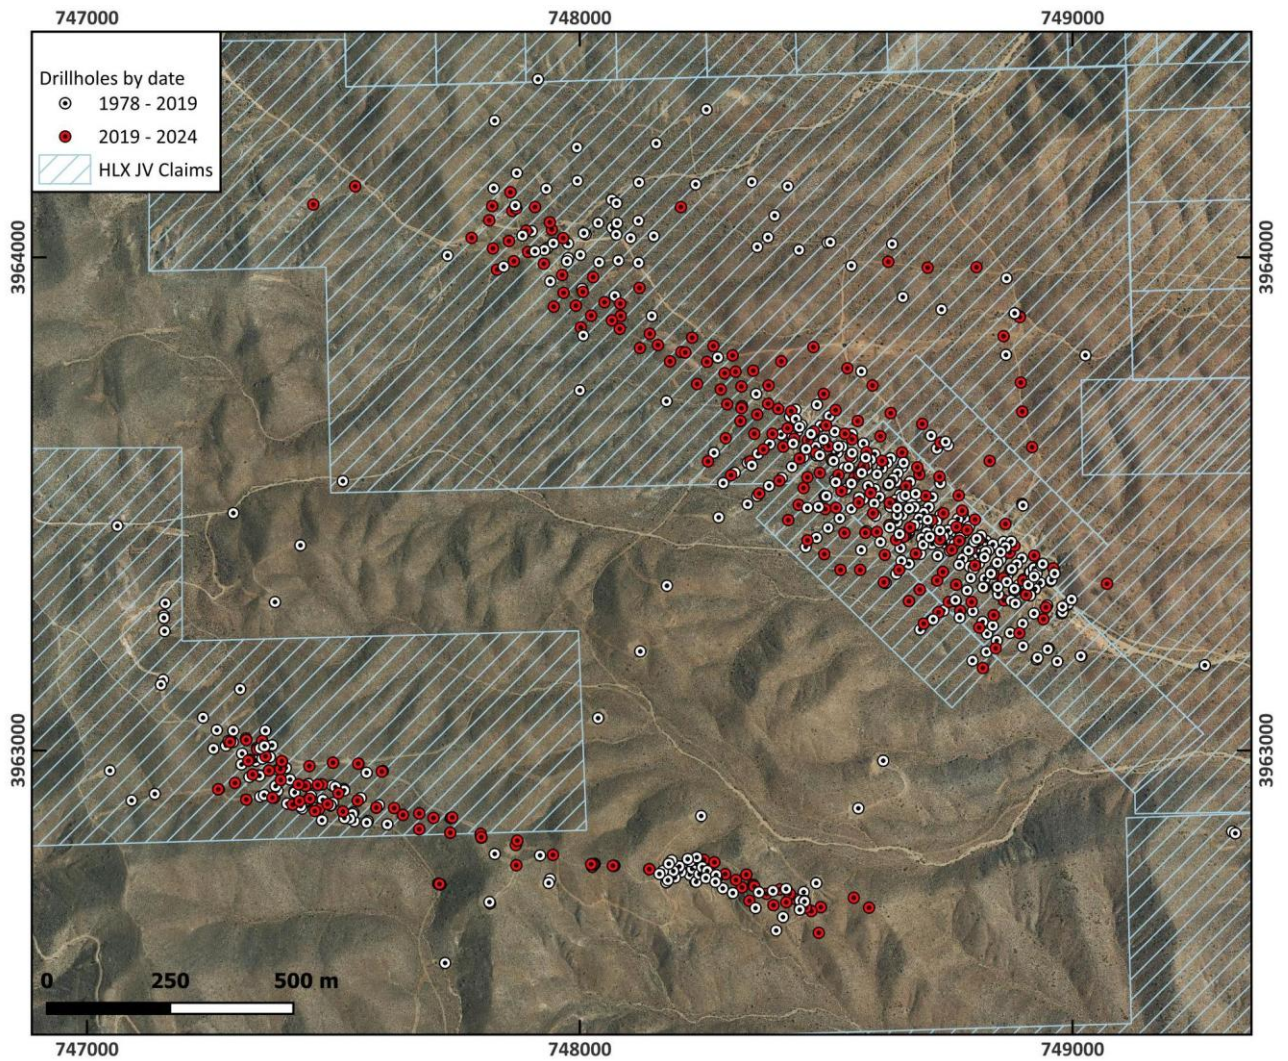 747000 748000 749000
Drillholes by date
1978 - 2019
2019 - 2024
HLX JV Claims
3964000 3964000
3963000 3963000
0 250 500 m
747000 748000 749000